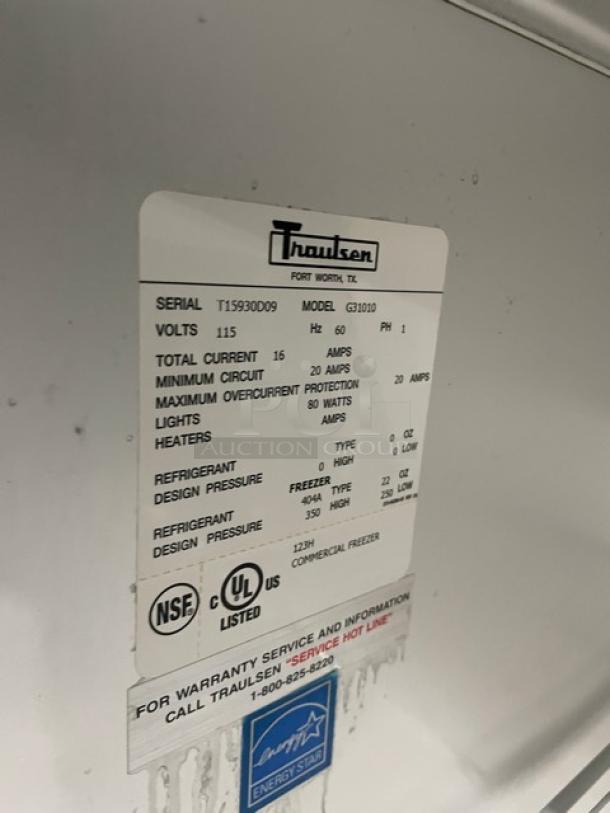 Traulsen
FORT WORTH, TX.
SERIAL T15930D09 MODEL G31010
VOLTS 115 Hz 60 PH 1
TOTAL CURRENT 16 AMPS
MINIMUM CIRCUIT 20 AMPS
MAXIMUM OVERCURRENT PROTECTION 20 AMPS
LIGHTS 80 WATTS
HEATERS AMPS
REFRIGERANT TYPE 0 OZ
DESIGN PRESSURE 0 HIGH 0 LOW
FREEZER
REFRIGERANT 404A TYPE 22 OZ
DESIGN PRESSURE 350 HIGH 250 LOW
123H
COMMERCIAL FREEZER
NSF®
C UL US
LISTED
FOR WARRANTY SERVICE AND INFORMATION
CALL TRAULSEN "SERVICE HOT LINE"
1-800-825-8220
energy
ENERGY STAR
PCI
AUCTION GROUP